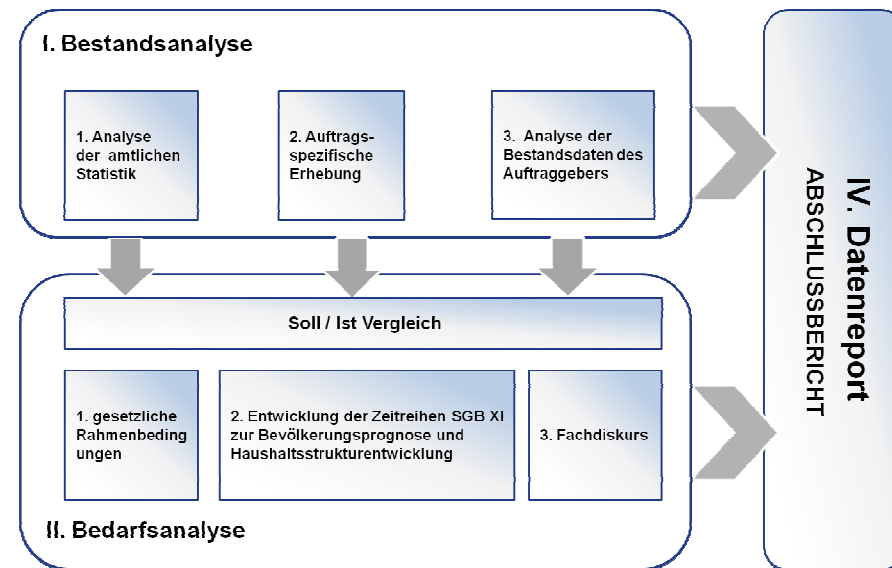 I. Bestandsanalyse
1. Analyse
der amtlichen
Statistik
2. Auftrags-
spezifische
Erhebung
3. Analyse der
Bestandsdaten des
Auftraggebers
Soll / Ist Vergleich
1. gesetzliche
Rahmenbeding
ungen
2. Entwicklung der Zeitreihen SGB XI
zur Bevölkerungsprognose und
Haushaltsstrukturentwicklung
3. Fachdiskurs
II. Bedarfsanalyse
IV. Datenreport
ABSCHLUSSBERICHT